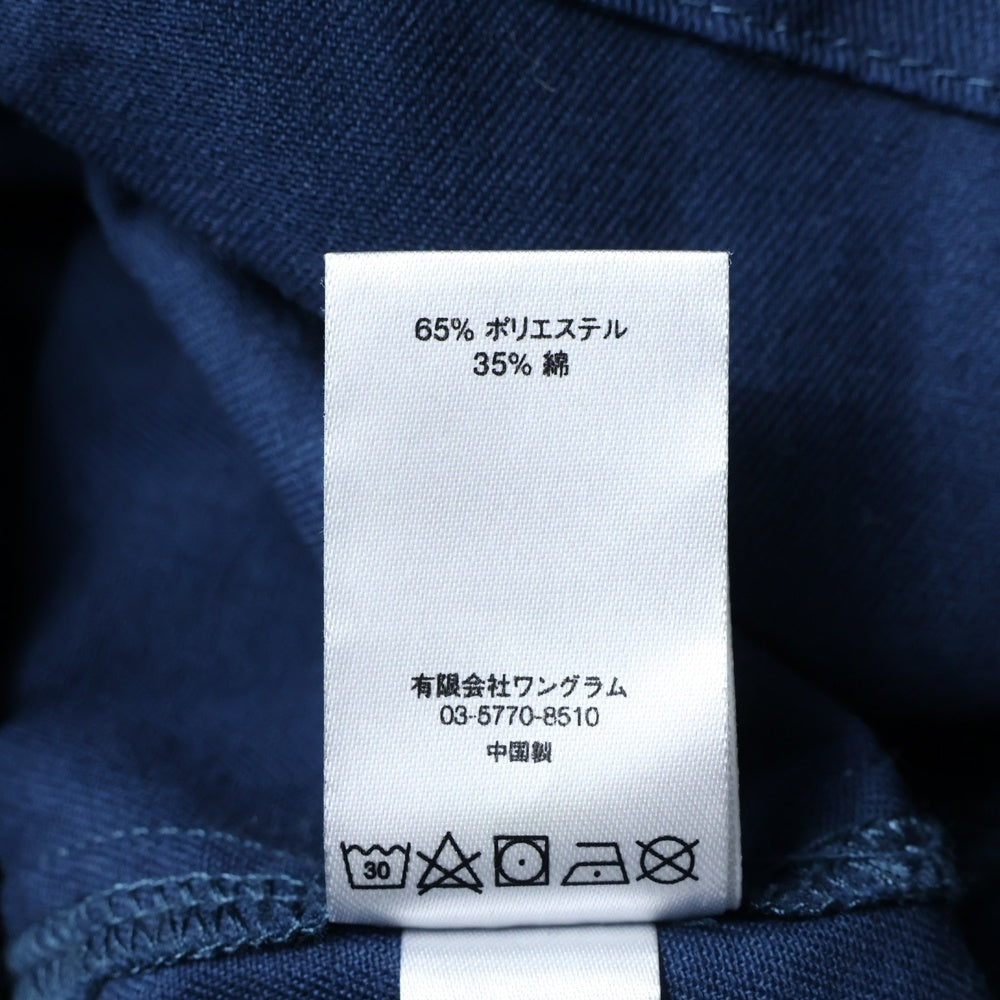 65% ポリエステル
35% 綿
有限会社ワングラム
03-5770-8510
中国製
30